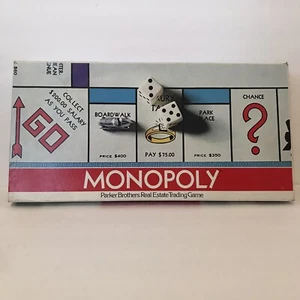 COLLECT
$200.00 SALARY
AS YOU PASS
GO
BOARDWALK
PRICE $400
PAY $75.00
PARK
PLACE
PRICE $350
CHANCE
?
MONOPOLY
Parker Brothers Real Estate Trading Game